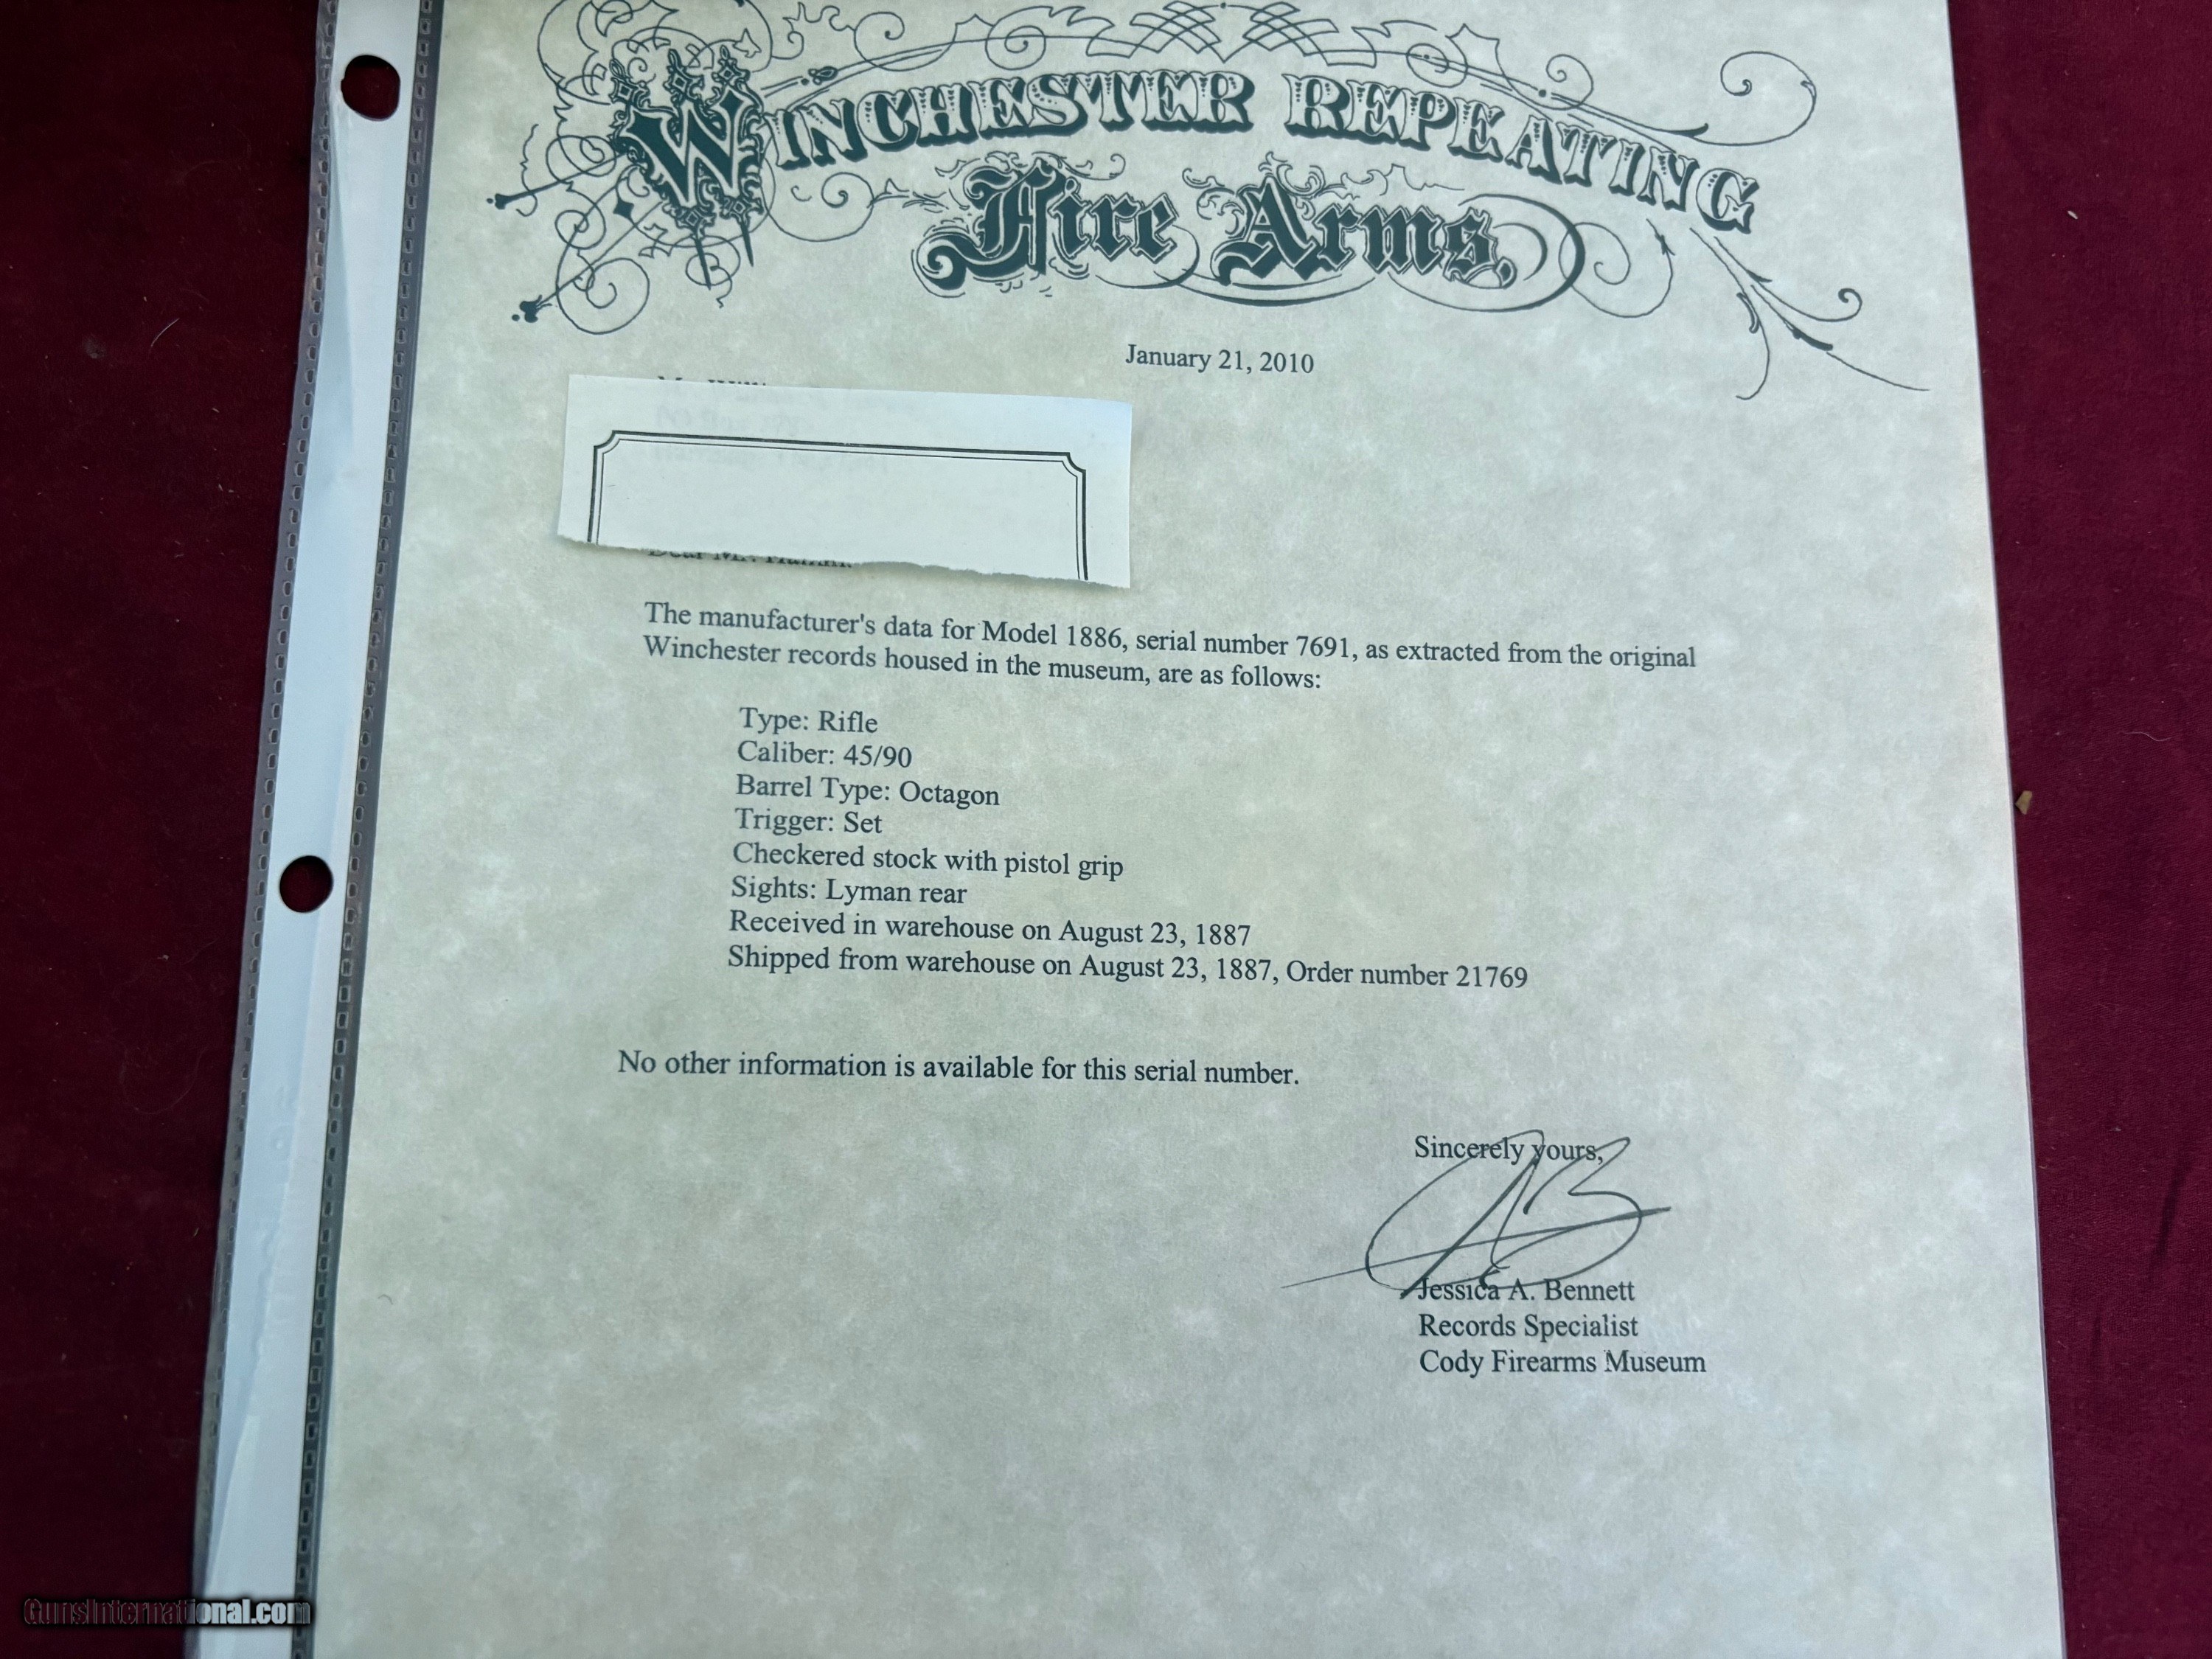 WINCHESTER REPEATING
Fire Arms,
January 21, 2010
Dear Mr.
The manufacturer's data for Model 1886, serial number 7691, as extracted from the original
Winchester records housed in the museum, are as follows:
Type: Rifle
Caliber: 45/90
Barrel Type: Octagon
Trigger: Set
Checkered stock with pistol grip
Sights: Lyman rear
Received in warehouse on August 23, 1887
Shipped from warehouse on August 23, 1887, Order number 21769
No other information is available for this serial number.
Sincerely yours,
Jessica A. Bennett
Records Specialist
Cody Firearms Museum
GunsInternational.com